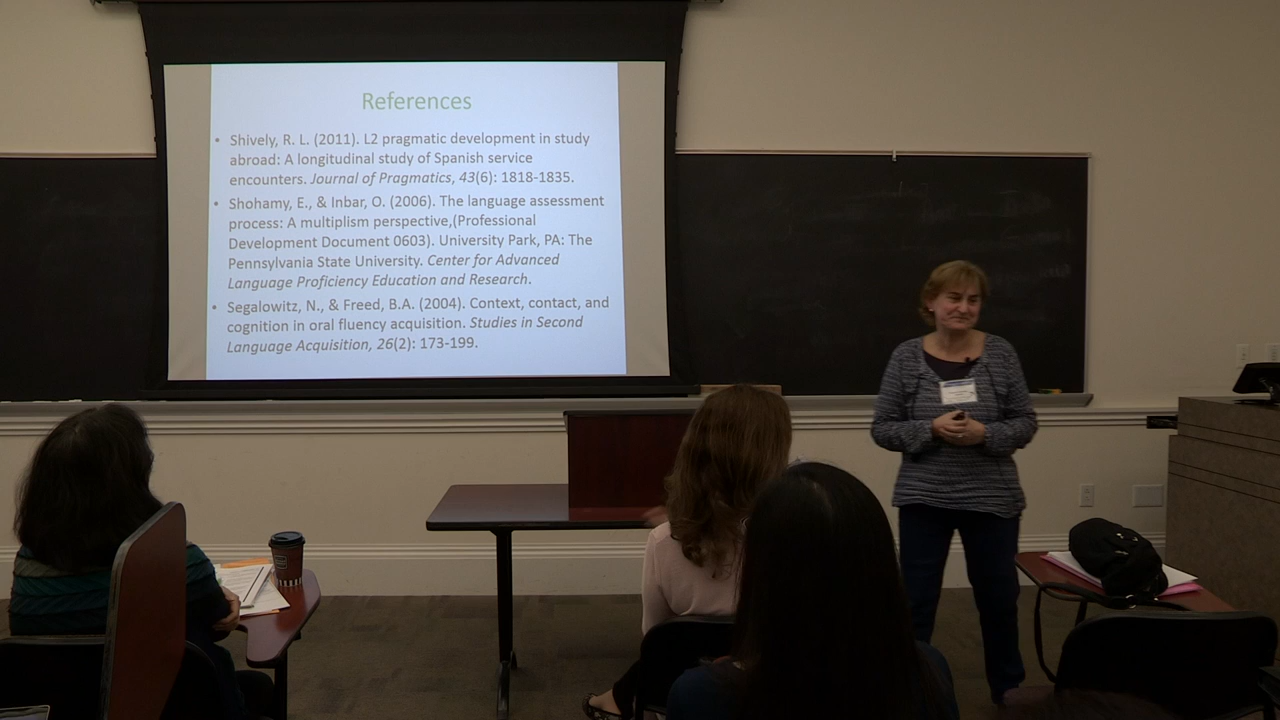 References
• Shively, R. L. (2011). L2 pragmatic development in study
abroad: A longitudinal study of Spanish service
encounters. Journal of Pragmatics, 43(6): 1818-1835.
• Shohamy, E., & Inbar, O. (2006). The language assessment
process: A multiplism perspective,(Professional
Development Document 0603). University Park, PA: The
Pennsylvania State University. Center for Advanced
Language Proficiency Education and Research.
• Segalowitz, N., & Freed, B.A. (2004). Context, contact, and
cognition in oral fluency acquisition. Studies in Second
Language Acquisition, 26(2): 173-199.